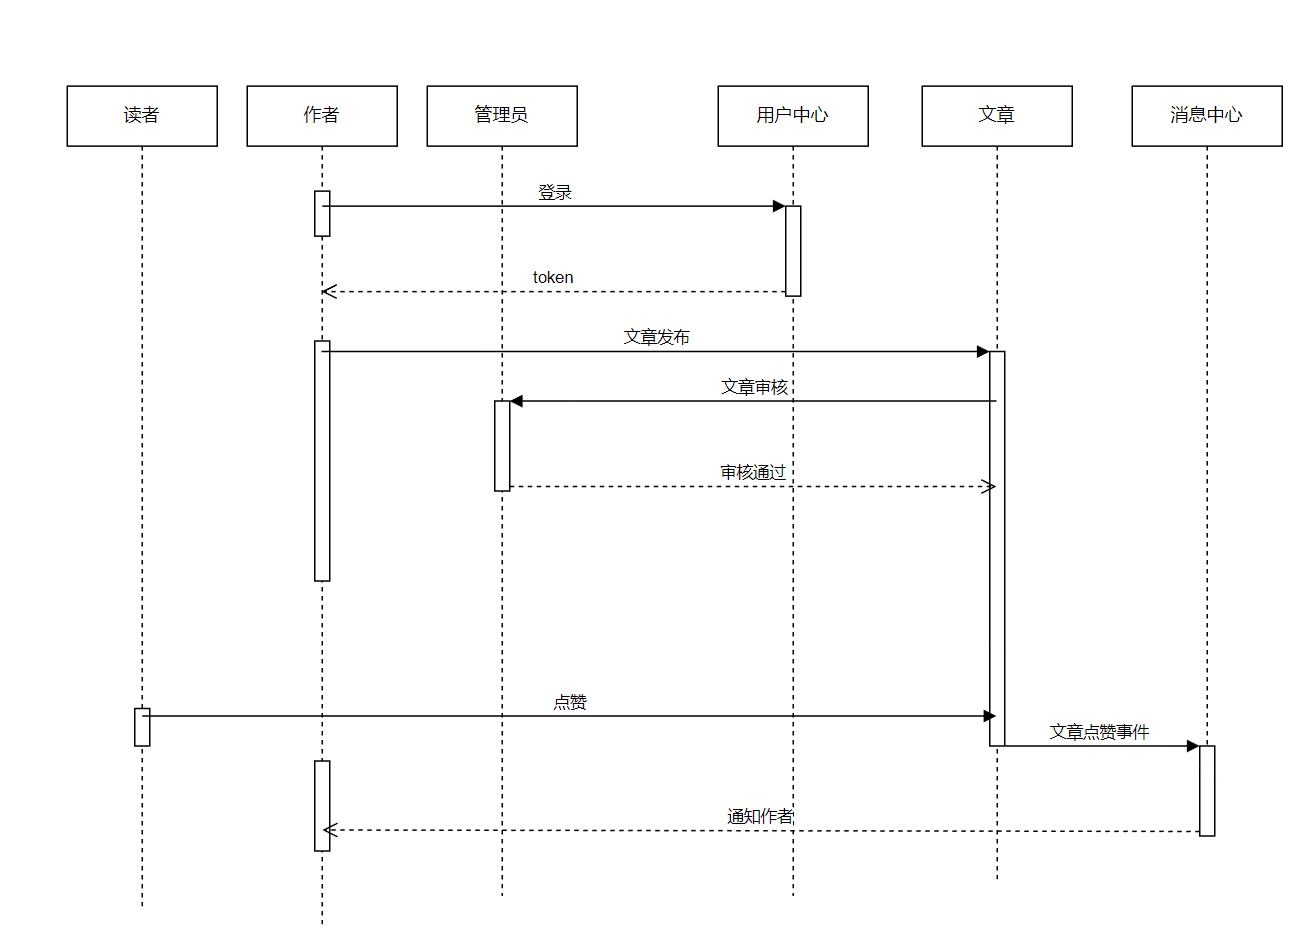 读者
作者
管理员
用户中心
文章
消息中心
登录
token
文章发布
文章审核
审核通过
点赞
文章点赞事件
通知作者